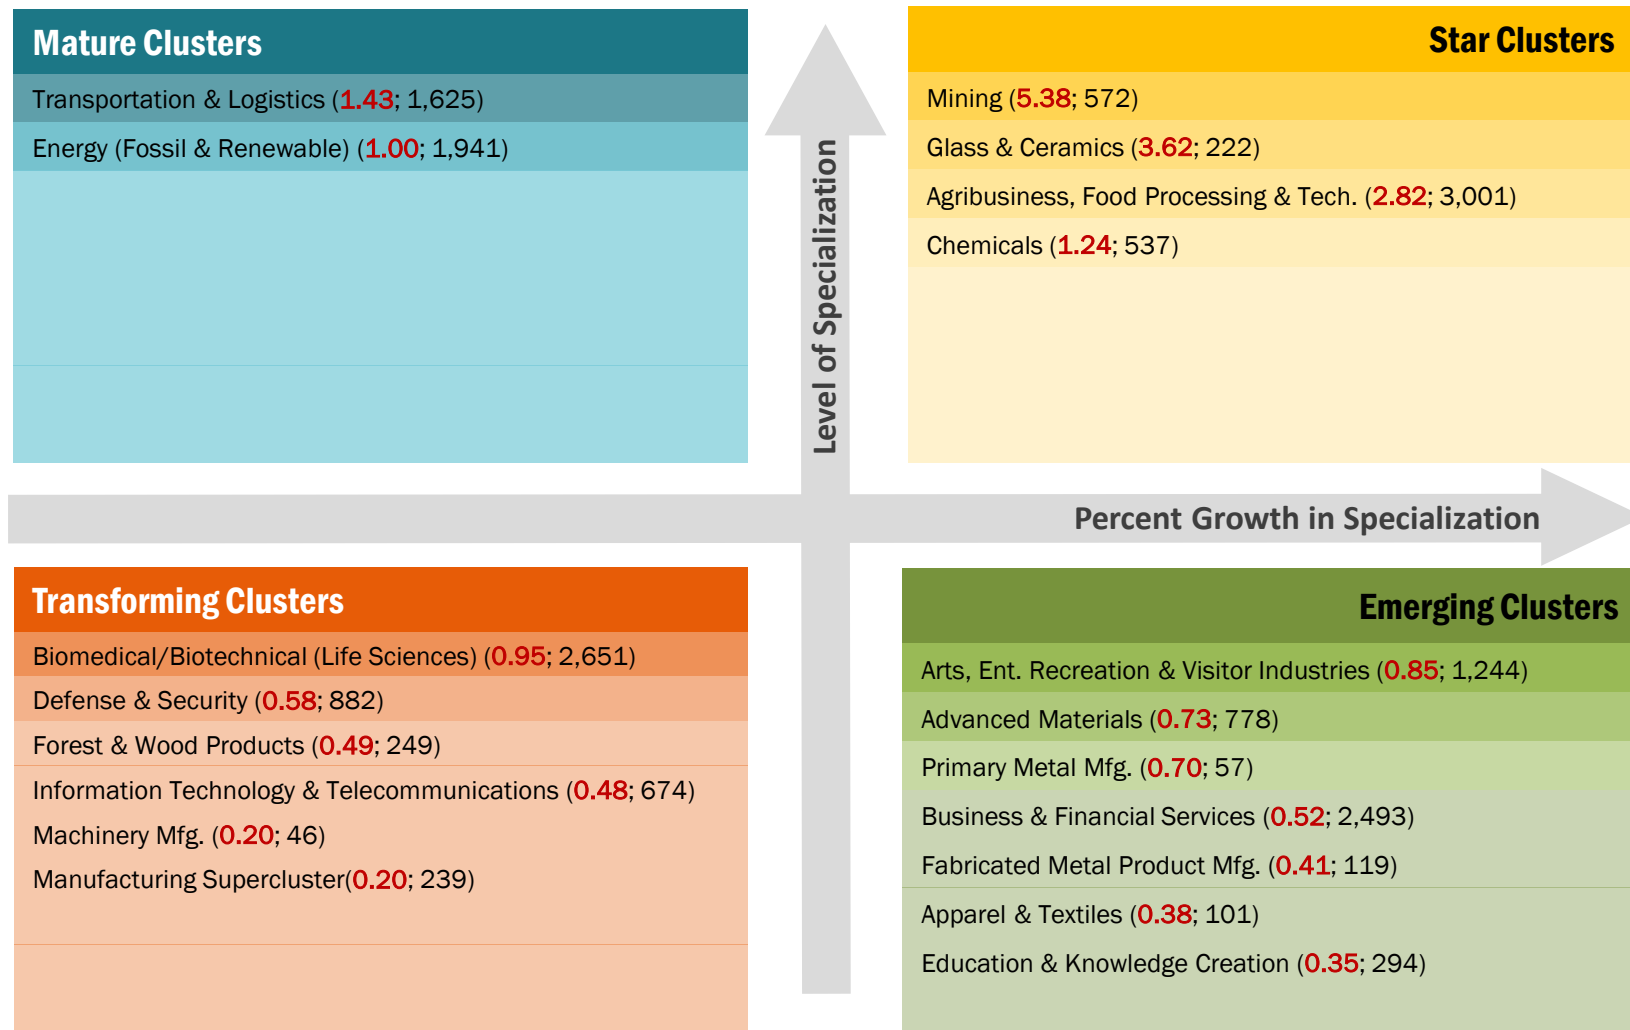 Mature Clusters
Transportation & Logistics (1.43; 1,625)
Energy (Fossil & Renewable) (1.00; 1,941)
Star Clusters
Mining (5.38; 572)
Glass & Ceramics (3.62; 222)
Agribusiness, Food Processing & Tech. (2.82; 3,001)
Chemicals (1.24; 537)
Level of Specialization
Percent Growth in Specialization
Transforming Clusters
Biomedical/Biotechnical (Life Sciences) (0.95; 2,651)
Defense & Security (0.58; 882)
Forest & Wood Products (0.49; 249)
Information Technology & Telecommunications (0.48; 674)
Machinery Mfg. (0.20; 46)
Manufacturing Supercluster(0.20; 239)
Emerging Clusters
Arts, Ent. Recreation & Visitor Industries (0.85; 1,244)
Advanced Materials (0.73; 778)
Primary Metal Mfg. (0.70; 57)
Business & Financial Services (0.52; 2,493)
Fabricated Metal Product Mfg. (0.41; 119)
Apparel & Textiles (0.38; 101)
Education & Knowledge Creation (0.35; 294)